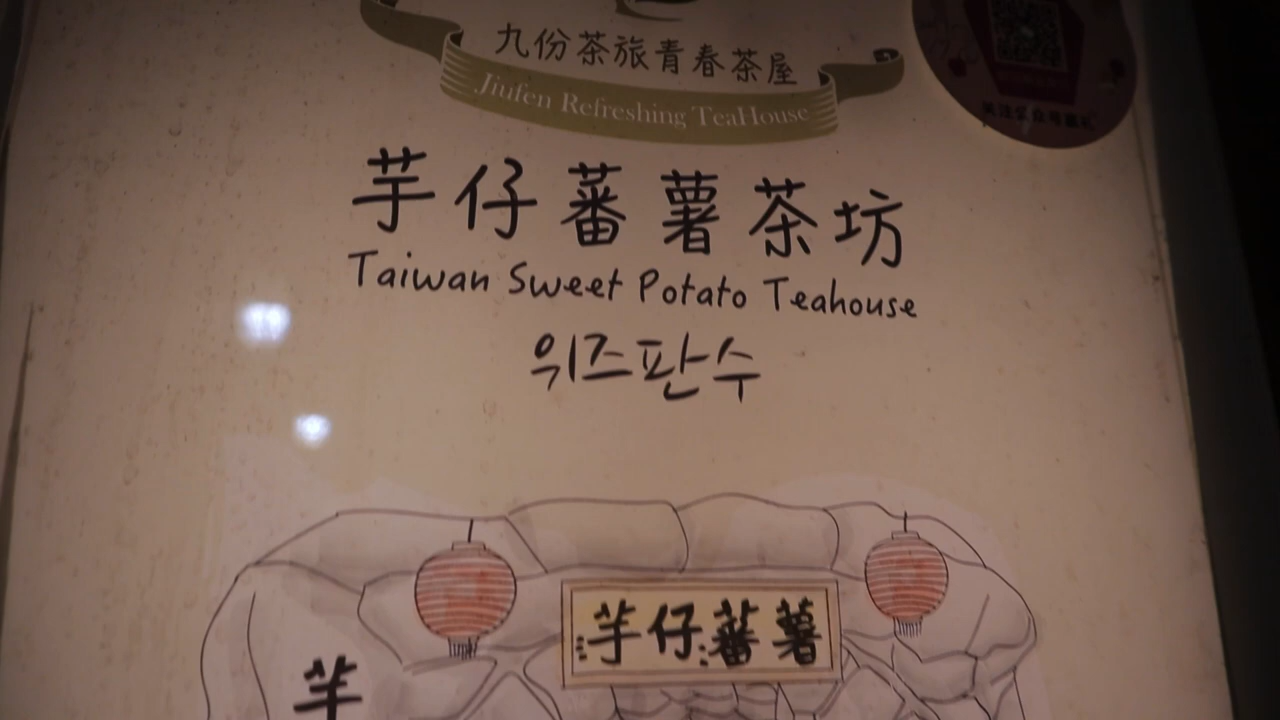 九份茶旅青春茶屋
Jiufen Refreshing TeaHouse
芋仔蕃薯茶坊
Taiwan Sweet Potato Teahouse
위즈판수
芋仔蕃薯
芋